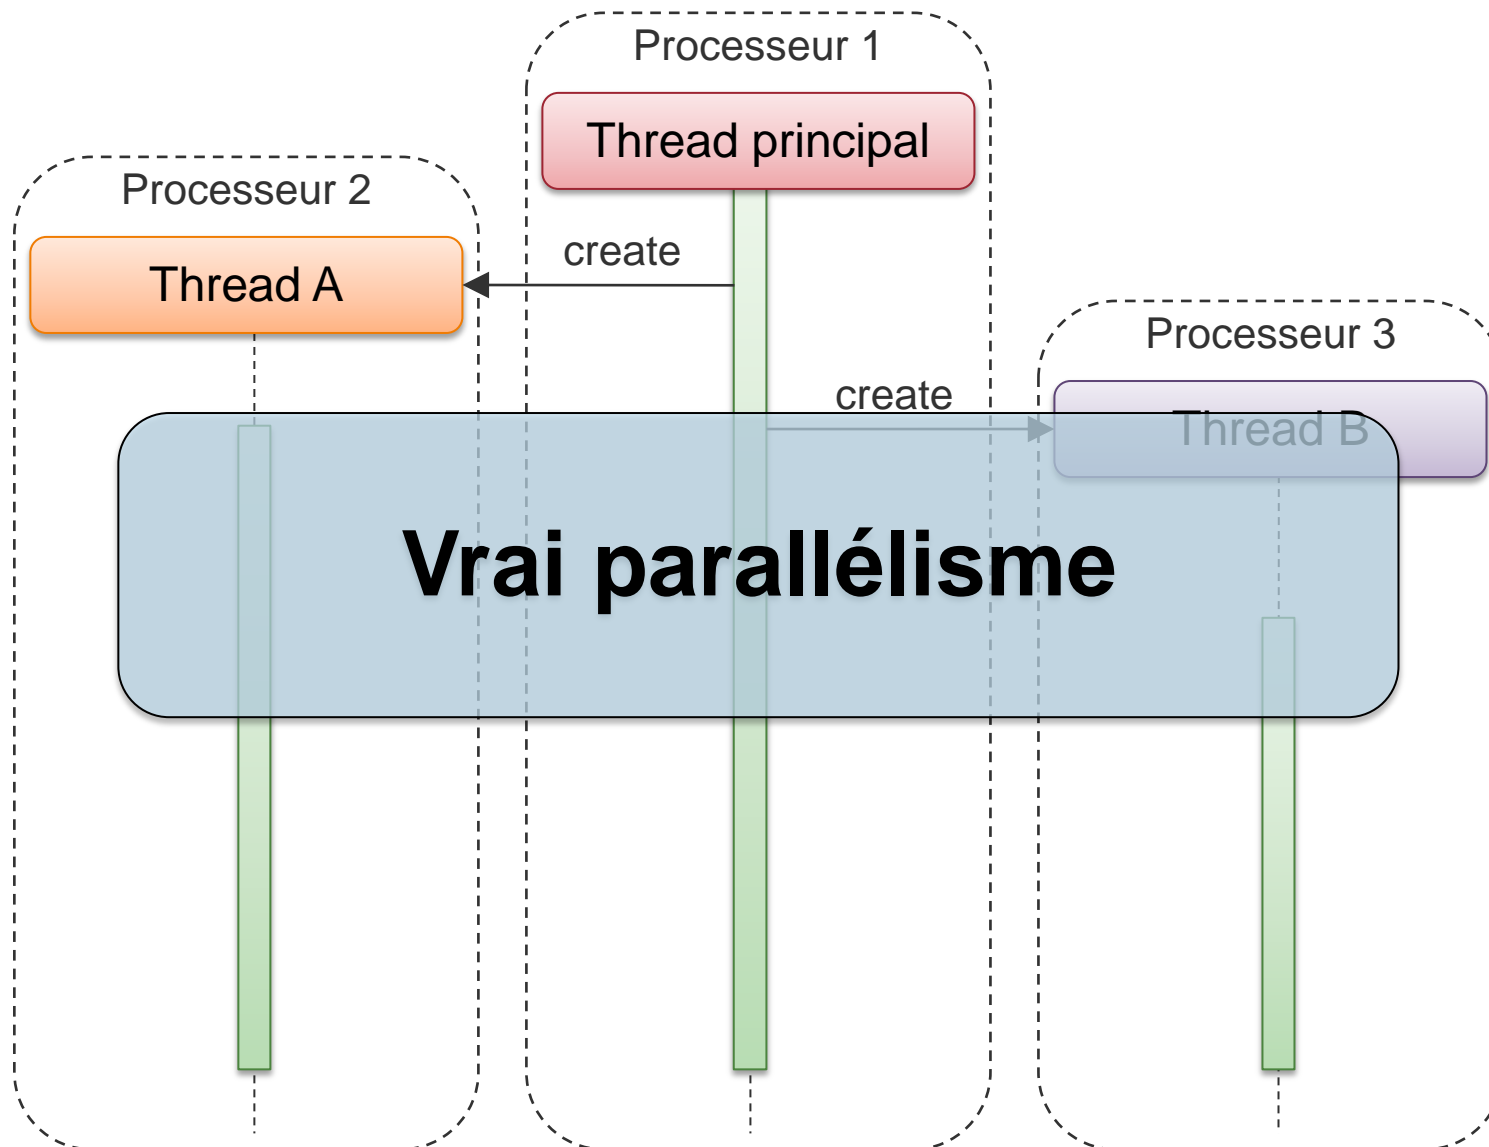 Processeur 1
Thread principal
Processeur 2
create
Thread A
Processeur 3
create
Thread B
Vrai parallélisme